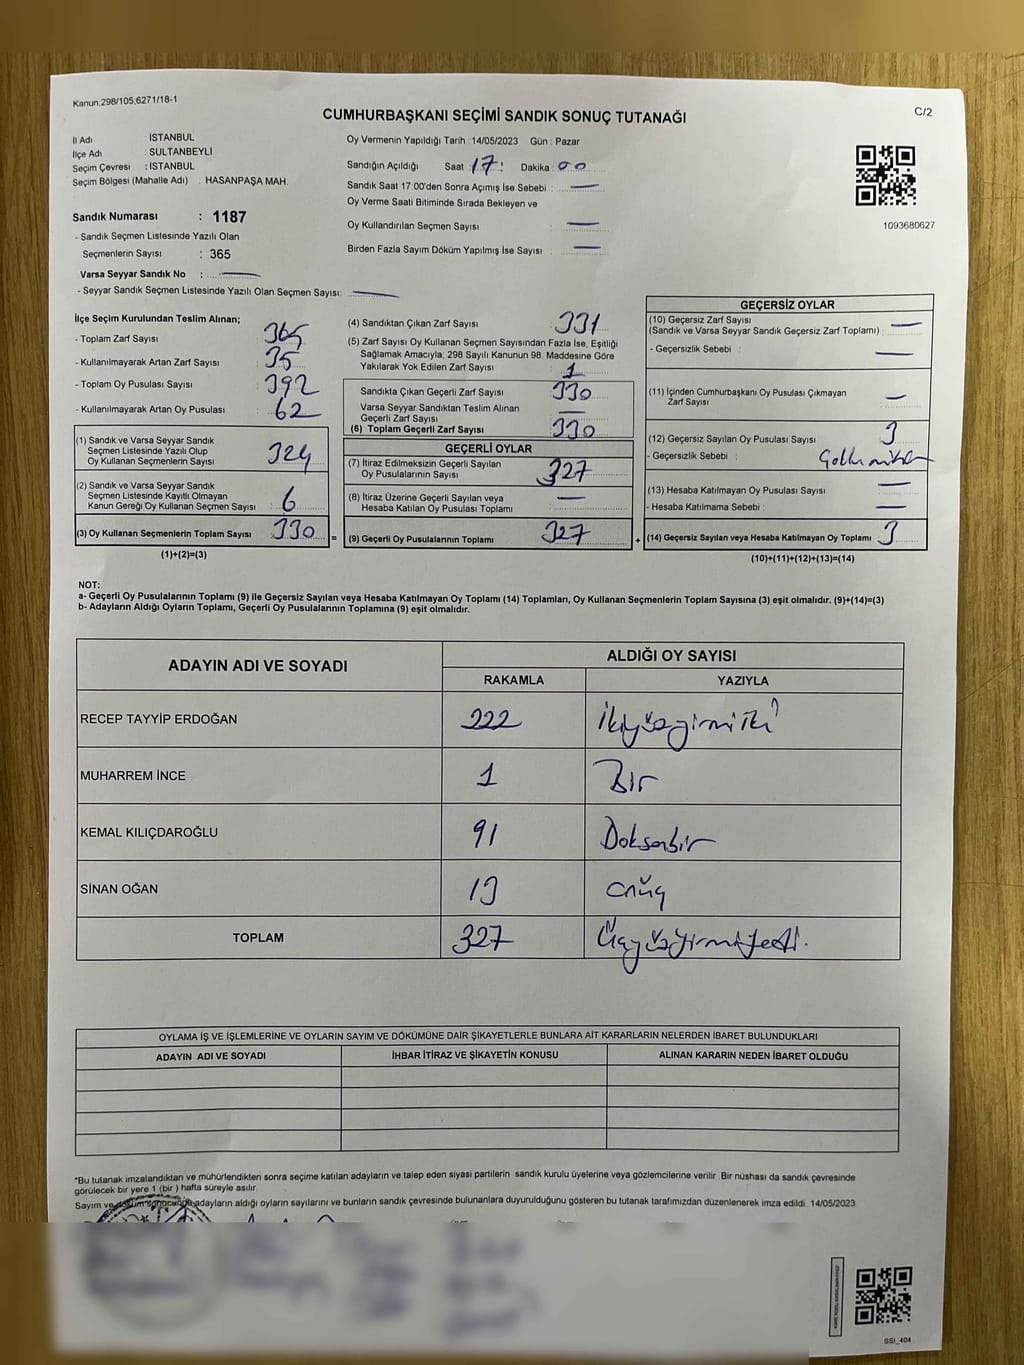 Kanun:298/105;6271/18-1
CUMHURBAŞKANI SEÇİMİ SANDIK SONUÇ TUTANAĞI
C/2
İl Adı : İSTANBUL
İlçe Adı : SULTANBEYLİ
Seçim Çevresi : İSTANBUL
Seçim Bölgesi (Mahalle Adı) : HASANPAŞA MAH.
Sandık Numarası : 1187
- Sandık Seçmen Listesinde Yazılı Olan
Seçmenlerin Sayısı : 365
Varsa Seyyar Sandık No :
- Seyyar Sandık Seçmen Listesinde Yazılı Olan Seçmen Sayısı:
Oy Vermenin Yapıldığı Tarih : 14/05/2023 Gün : Pazar
Sandığın Açıldığı Saat 17: Dakika : 00
Sandık Saat 17:00'den Sonra Açımış İse Sebebi :
Oy Verme Saati Bitiminde Sırada Bekleyen ve
Oy Kullandırılan Seçmen Sayısı :
Birden Fazla Sayım Döküm Yapılmış İse Sayısı :
1093680627
İlçe Seçim Kurulundan Teslim Alınan;
- Toplam Zarf Sayısı : 365
- Kullanılmayarak Artan Zarf Sayısı : 35
- Toplam Oy Pusulası Sayısı : 392
- Kullanılmayarak Artan Oy Pusulası : 62
(1) Sandık ve Varsa Seyyar Sandık
Seçmen Listesinde Yazılı Olup
Oy Kullanan Seçmenlerin Sayısı : 324
(2) Sandık ve Varsa Seyyar Sandık
Seçmen Listesinde Kayıtlı Olmayan
Kanun Gereği Oy Kullanan Seçmen Sayısı : 6
(3) Oy Kullanan Seçmenlerin Toplam Sayısı : 330
(1)+(2)=(3)
=
(4) Sandıktan Çıkan Zarf Sayısı : 331
(5) Zarf Sayısı Oy Kullanan Seçmen Sayısından Fazla İse, Eşitliği
Sağlamak Amacıyla; 298 Sayılı Kanunun 98. Maddesine Göre
Yakılarak Yok Edilen Zarf Sayısı : 1
Sandıkta Çıkan Geçerli Zarf Sayısı : 330
Varsa Seyyar Sandıktan Teslim Alınan
Geçerli Zarf Sayısı :
(6) Toplam Geçerli Zarf Sayısı : 330
GEÇERLİ OYLAR
(7) İtiraz Edilmeksizin Geçerli Sayılan
Oy Pusulalarının Sayısı : 327
(8) İtiraz Üzerine Geçerli Sayılan veya
Hesaba Katılan Oy Pusulası Toplamı :
(9) Geçerli Oy Pusulalarının Toplamı : 327
+
GEÇERSİZ OYLAR
(10) Geçersiz Zarf Sayısı
(Sandık ve Varsa Seyyar Sandık Geçersiz Zarf Toplamı) :
- Geçersizlik Sebebi :
(11) İçinden Cumhurbaşkanı Oy Pusulası Çıkmayan
Zarf Sayısı :
(12) Geçersiz Sayılan Oy Pusulası Sayısı : 3
- Geçersizlik Sebebi :
(13) Hesaba Katılmayan Oy Pusulası Sayısı :
- Hesaba Katılmama Sebebi :
(14) Geçersiz Sayılan veya Hesaba Katılmayan Oy Toplamı : 3
(10)+(11)+(12)+(13)=(14)
NOT:
a- Geçerli Oy Pusulalarının Toplamı (9) ile Geçersiz Sayılan veya Hesaba Katılmayan Oy Toplamı (14) Toplamları, Oy Kullanan Seçmenlerin Toplam Sayısına (3) eşit olmalıdır. (9)+(14)=(3)
b- Adayların Aldığı Oyların Toplamı, Geçerli Oy Pusulalarının Toplamına (9) eşit olmalıdır.
ADAYIN ADI VE SOYADI ALDIĞI OY SAYISI
RAKAMLA YAZIYLA
RECEP TAYYİP ERDOĞAN 222 İkiyüzyirmiiki
MUHARREM İNCE 1 Bir
KEMAL KILIÇDAROĞLU 91 Doksanbir
SİNAN OĞAN 13 onüç
TOPLAM 327 Üçyüzyirmiyedi.
OYLAMA İŞ VE İŞLEMLERİNE VE OYLARIN SAYIM VE DÖKÜMÜNE DAİR ŞİKAYETLERLE BUNLARA AİT KARARLARIN NELERDEN İBARET BULUNDUKLARI
ADAYIN ADI VE SOYADI İHBAR İTİRAZ VE ŞİKAYETİN KONUSU ALINAN KARARIN NEDEN İBARET OLDUĞU
*Bu tutanak imzalandıktan ve mühürlendikten sonra seçime katılan adayların ve talep eden siyasi partilerin sandık kurulu üyelerine veya gözlemcilerine verilir. Bir nüshası da sandık çevresinde
görülecek bir yere 1 (bir ) hafta süreyle asılır.
Sayım ve döküm sonucunda adayların aldığı oyların sayılarını ve bunların sandık çevresinde bulunanlara duyurulduğunu gösteren bu tutanak tarafımızdan düzenlenerek imza edildi. 14/05/2023
SSI_404